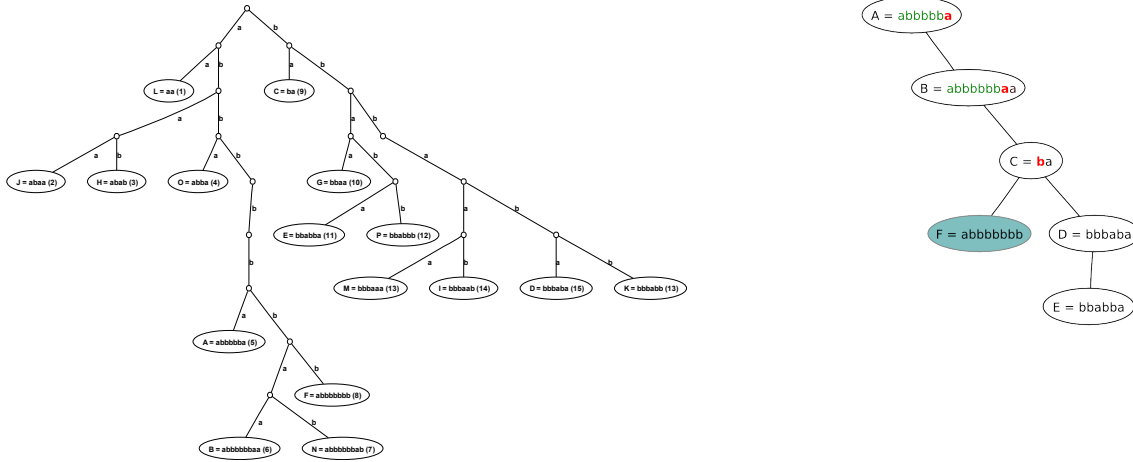 A = abbbbba
a b
a b a b
L = aa (1) C = ba (9)
B = abbbbbbaa
a b a b
a b a b a b a
C = ba
J = abaa (2) H = abab (3) O = abba (4) G = bbaa (10)
b a b a b
E = bbabba (11) P = bbabbb (12)
F = abbbbbbb D = bbbaba
b a b a b
M = bbbaaa (13) I = bbbaab (14) D = bbbaba (15) K = bbbabb (13)
E = bbabba
a b
A = abbbbba (5)
a b
F = abbbbbbb (8)
a b
B = abbbbbbaa (6) N = abbbbbbab (7)